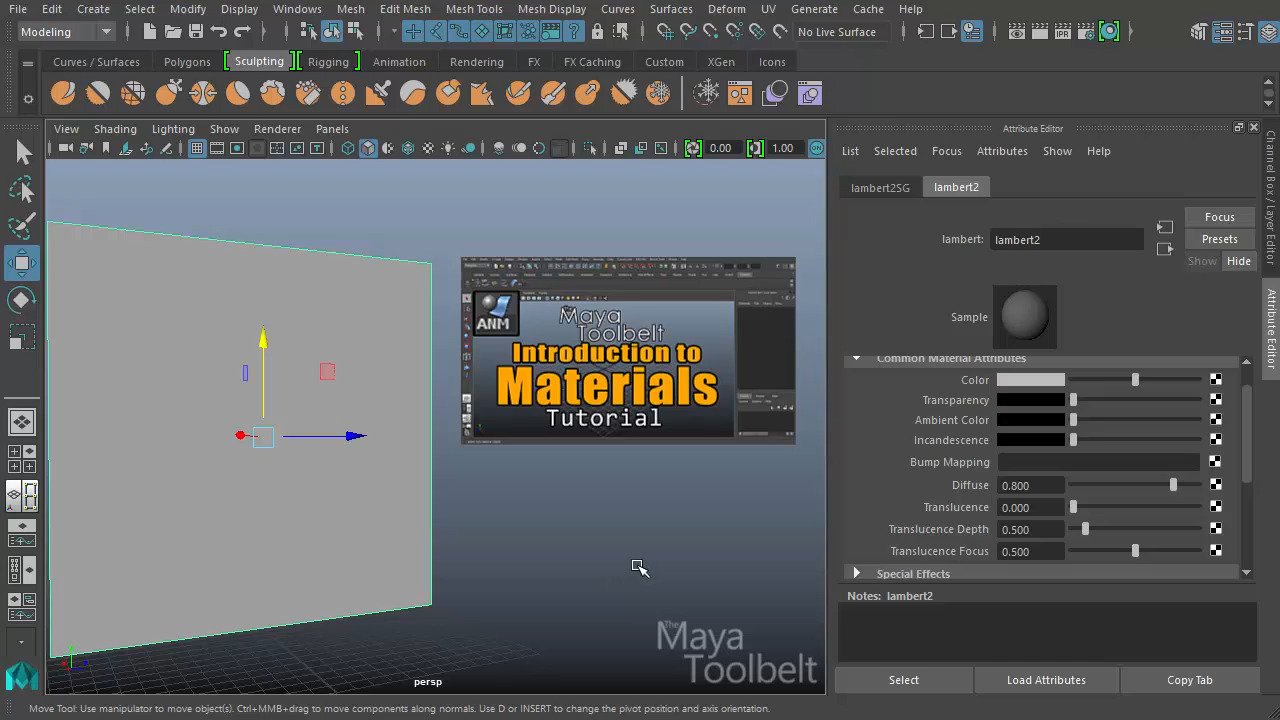 File Edit Create Select Modify Display Windows Mesh Edit Mesh Mesh Tools Mesh Display Curves Surfaces Deform UV Generate Cache Help
Modeling No Live Surface
Curves / Surfaces Polygons Sculpting Rigging Animation Rendering FX FX Caching Custom XGen Icons
View Shading Lighting Show Renderer Panels
0.00 1.00
Attribute Editor
List Selected Focus Attributes Show Help
lambert2SG lambert2
Focus
lambert: lambert2
Presets
Show Hide
Sample
Common Material Attributes
Color
Transparency
Ambient Color
Incandescence
Bump Mapping
Diffuse 0.800
Translucence 0.000
Translucence Depth 0.500
Translucence Focus 0.500
Special Effects
Notes: lambert2
Select Load Attributes Copy Tab
Channel Box / Layer Editor
Attribute Editor
ANM
Maya
Toolbelt
Introduction to
Materials
Tutorial
The
Maya
Toolbelt
persp
Move Tool: Use manipulator to move object(s). Ctrl+MMB+drag to move components along normals. Use D or INSERT to change the pivot position and axis orientation.